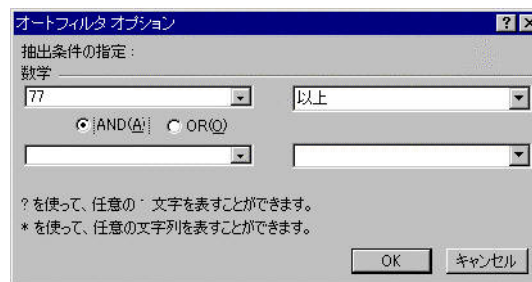 オートフィルタ オプション
抽出条件の指定：
数学
77 以上
AND(A) OR(O)
? を使って、任意の 1 文字を表すことができます。
* を使って、任意の文字列を表すことができます。
OK キャンセル